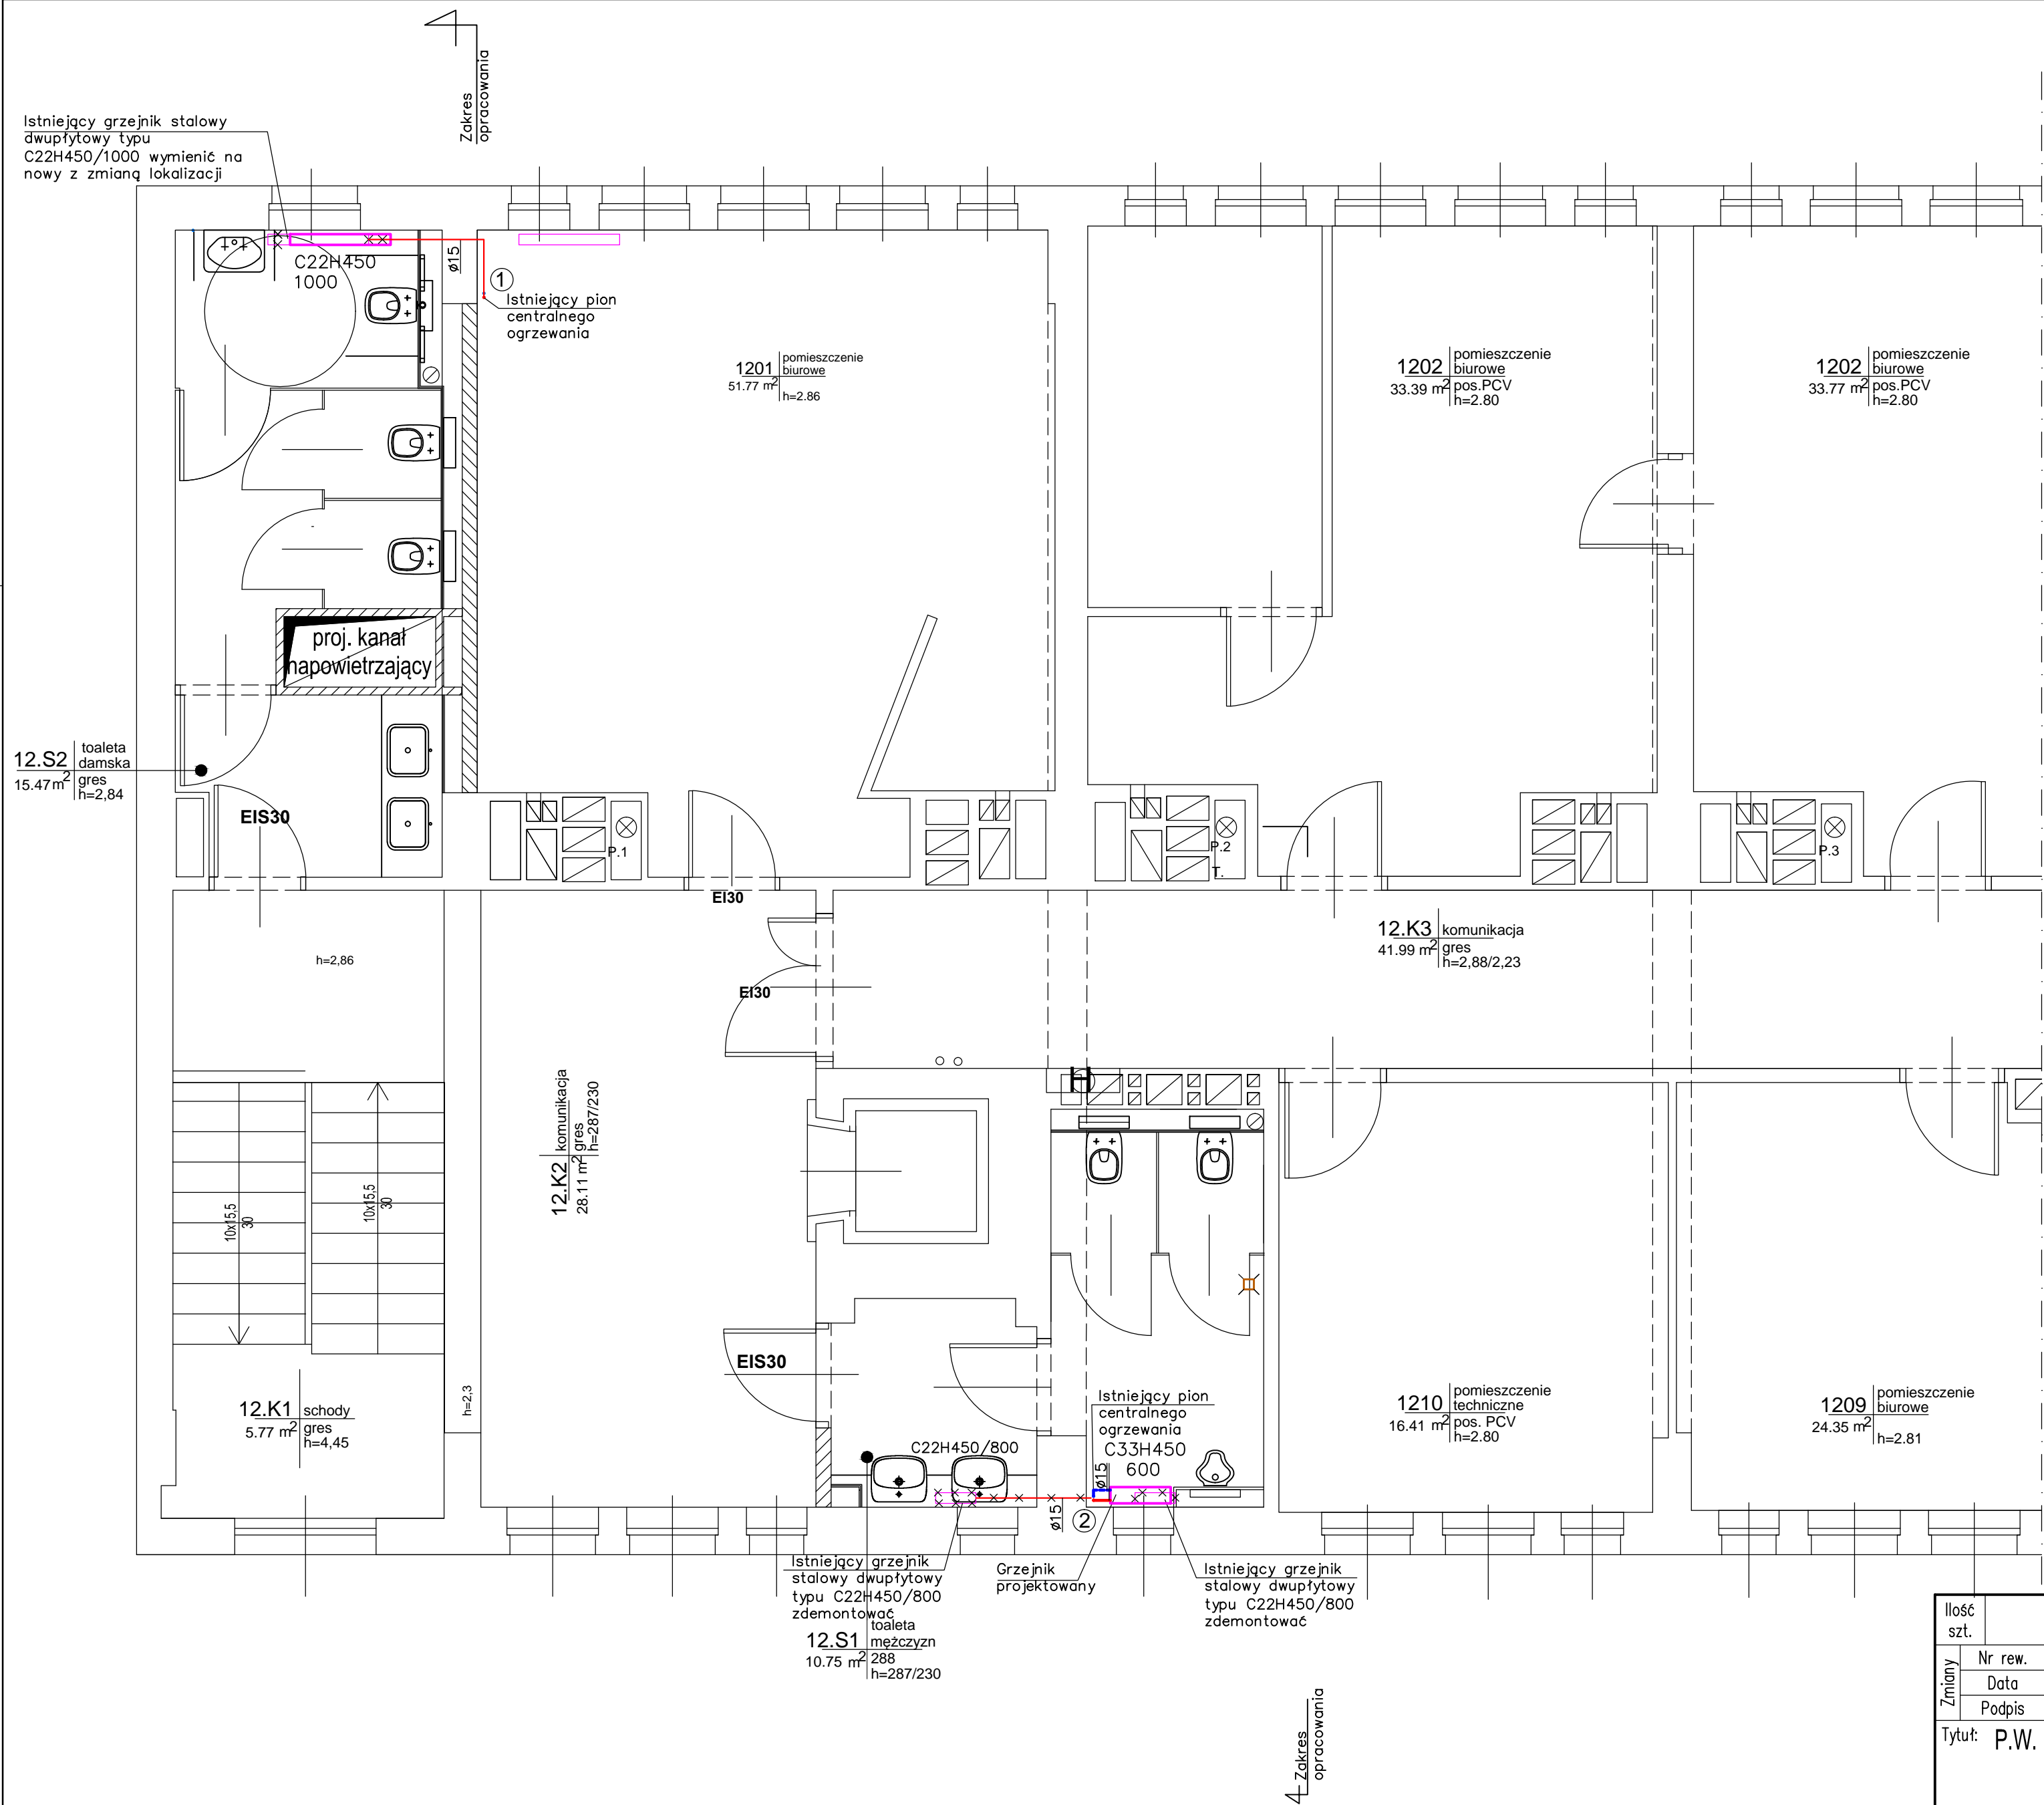 Zakres
opracowania
Istniejący grzejnik stalowy
dwupłytowy typu
C22H450/1000 wymienić na
nowy z zmianą lokalizacji
C22H450
1000
ø15
1
Istniejący pion
centralnego
ogrzewania
1201
pomieszczenie
biurowe
51.77 m2
h=2.86
1202
pomieszczenie
biurowe
33.39 m2
pos.PCV
h=2.80
1202
pomieszczenie
biurowe
33.77 m2
pos.PCV
h=2.80
proj. kanał
napowietrzający
12.S2
toaleta
damska
15.47m2
gres
h=2,84
EIS30
P.1
P.2
T.
P.3
EI30
12.K3
komunikacja
41.99 m2
gres
h=2,88/2,23
h=2,86
EI30
H
12.K2
komunikacja
28.11 m2
gres
h=287/230
10x15,5
30
10x15,5
30
EIS30
12.K1
schody
5.77 m2
gres
h=4,45
h=2,3
Istniejący pion
centralnego
ogrzewania
C33H450
600
C22H450/800
ø15
ø15
2
1210
pomieszczenie
techniczne
16.41 m2
pos. PCV
h=2.80
1209
pomieszczenie
biurowe
24.35 m2
h=2.81
Istniejący grzejnik
stalowy dwupłytowy
typu C22H450/800
zdemontować
Grzejnik
projektowany
Istniejący grzejnik
stalowy dwupłytowy
typu C22H450/800
zdemontować
12.S1
toaleta
mężczyzn
10.75 m2
288
h=287/230
Zakres
opracowania
Ilość
szt.
Zmiany
Nr rew.
Data
Podpis
Tytuł: P.W.